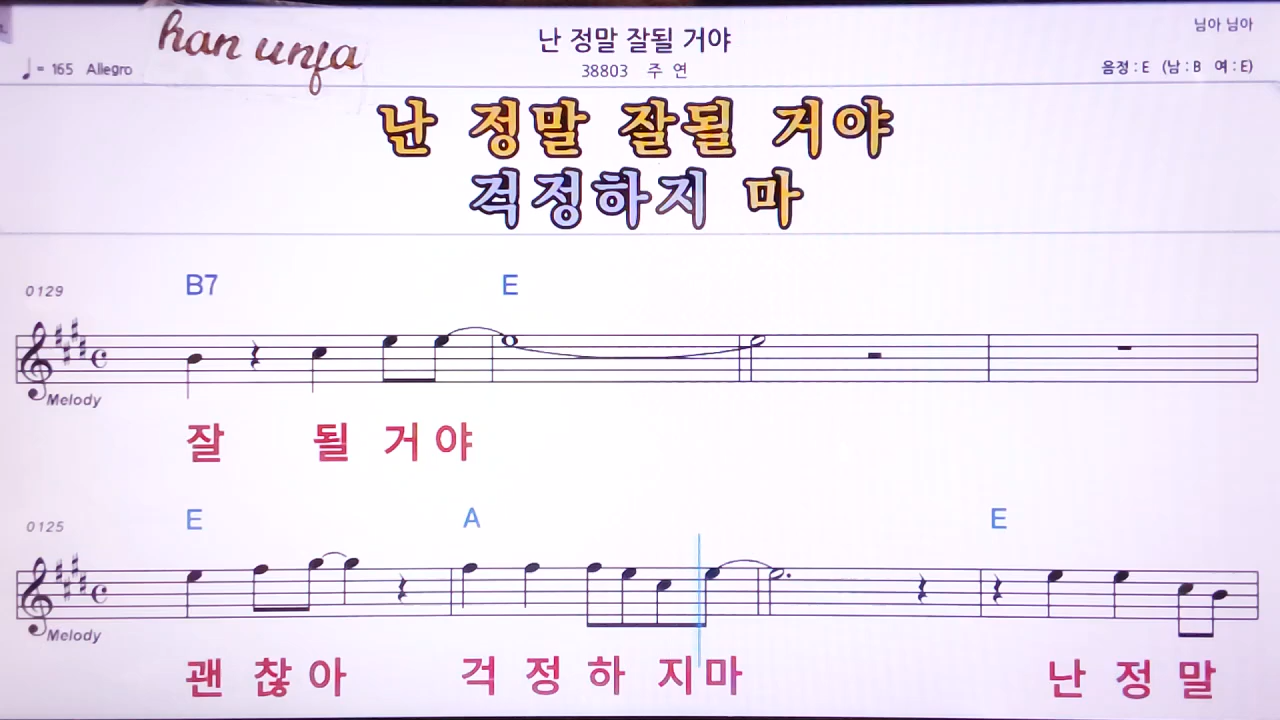 han unja
난 정말 잘될 거야
님아 님아
♩= 165 Allegro
38803 주 연
음정 : E (남 : B 여 : E)
난 정말 잘될 거야
걱정하지 마
0129
B7 E
Melody
잘 될 거 야
0125
E A E
Melody
괜 찮 아 걱 정 하 지 마 난 정 말